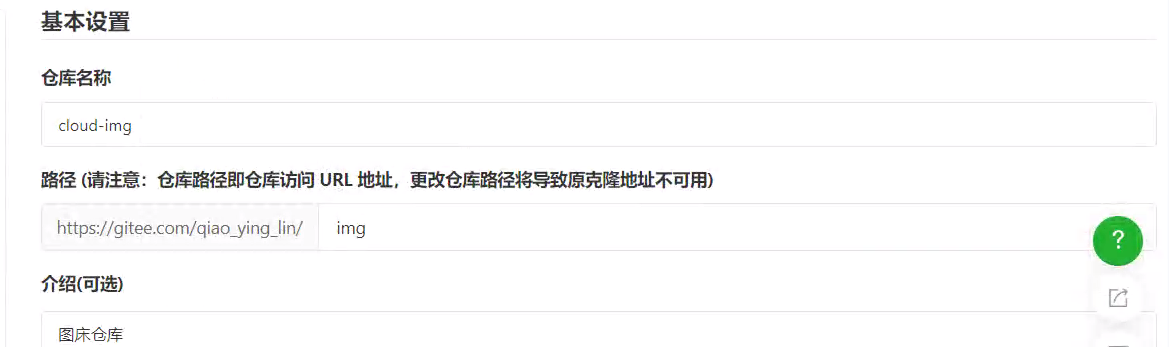 基本设置
仓库名称
cloud-img
路径 (请注意：仓库路径即仓库访问 URL 地址，更改仓库路径将导致原克隆地址不可用)
https://gitee.com/qiao_ying_lin/ img
?
介绍(可选)
图床仓库